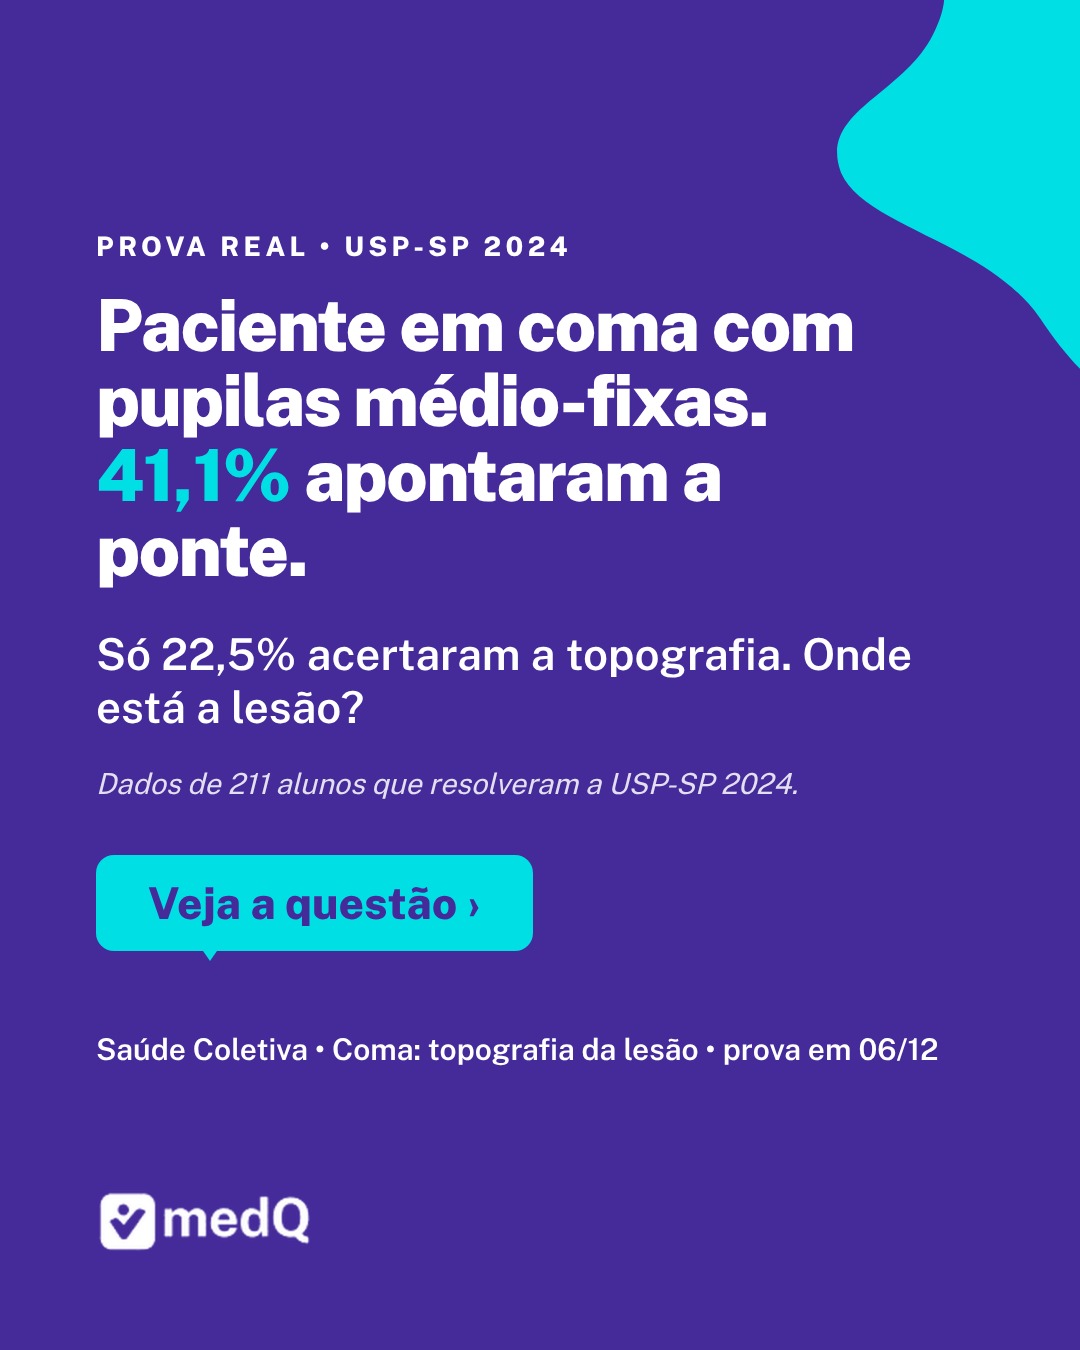 PROVA REAL • USP-SP 2024
Paciente em coma com
pupilas médio-fixas.
41,1% apontaram a
ponte.
Só 22,5% acertaram a topografia. Onde
está a lesão?
Dados de 211 alunos que resolveram a USP-SP 2024.
Veja a questão ›
Saúde Coletiva • Coma: topografia da lesão • prova em 06/12
medQ